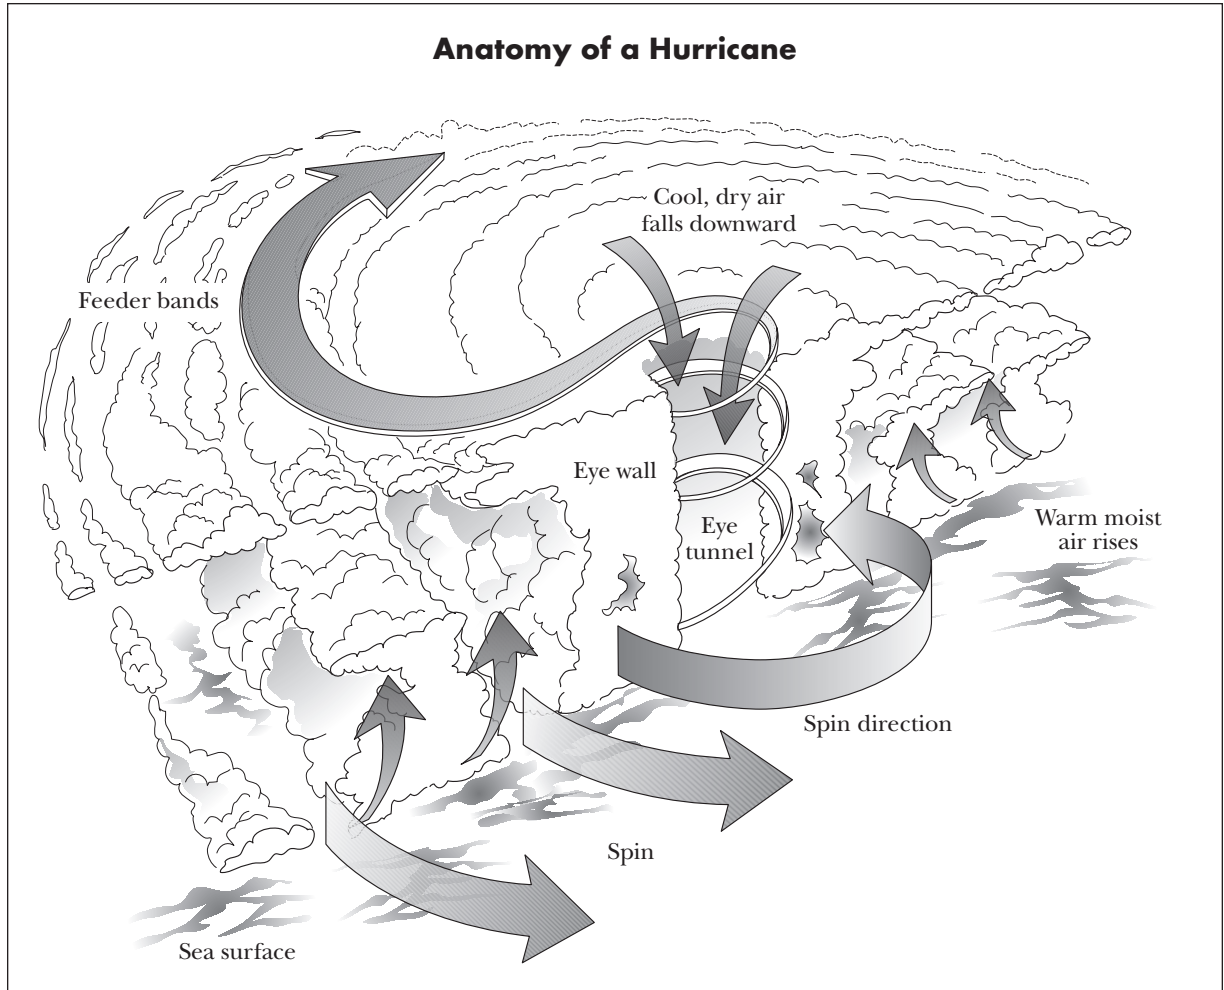 Anatomy of a Hurricane
Cool, dry air
falls downward
Feeder bands
Eye wall
Eye
tunnel
Warm moist
air rises
Spin direction
Spin
Sea surface